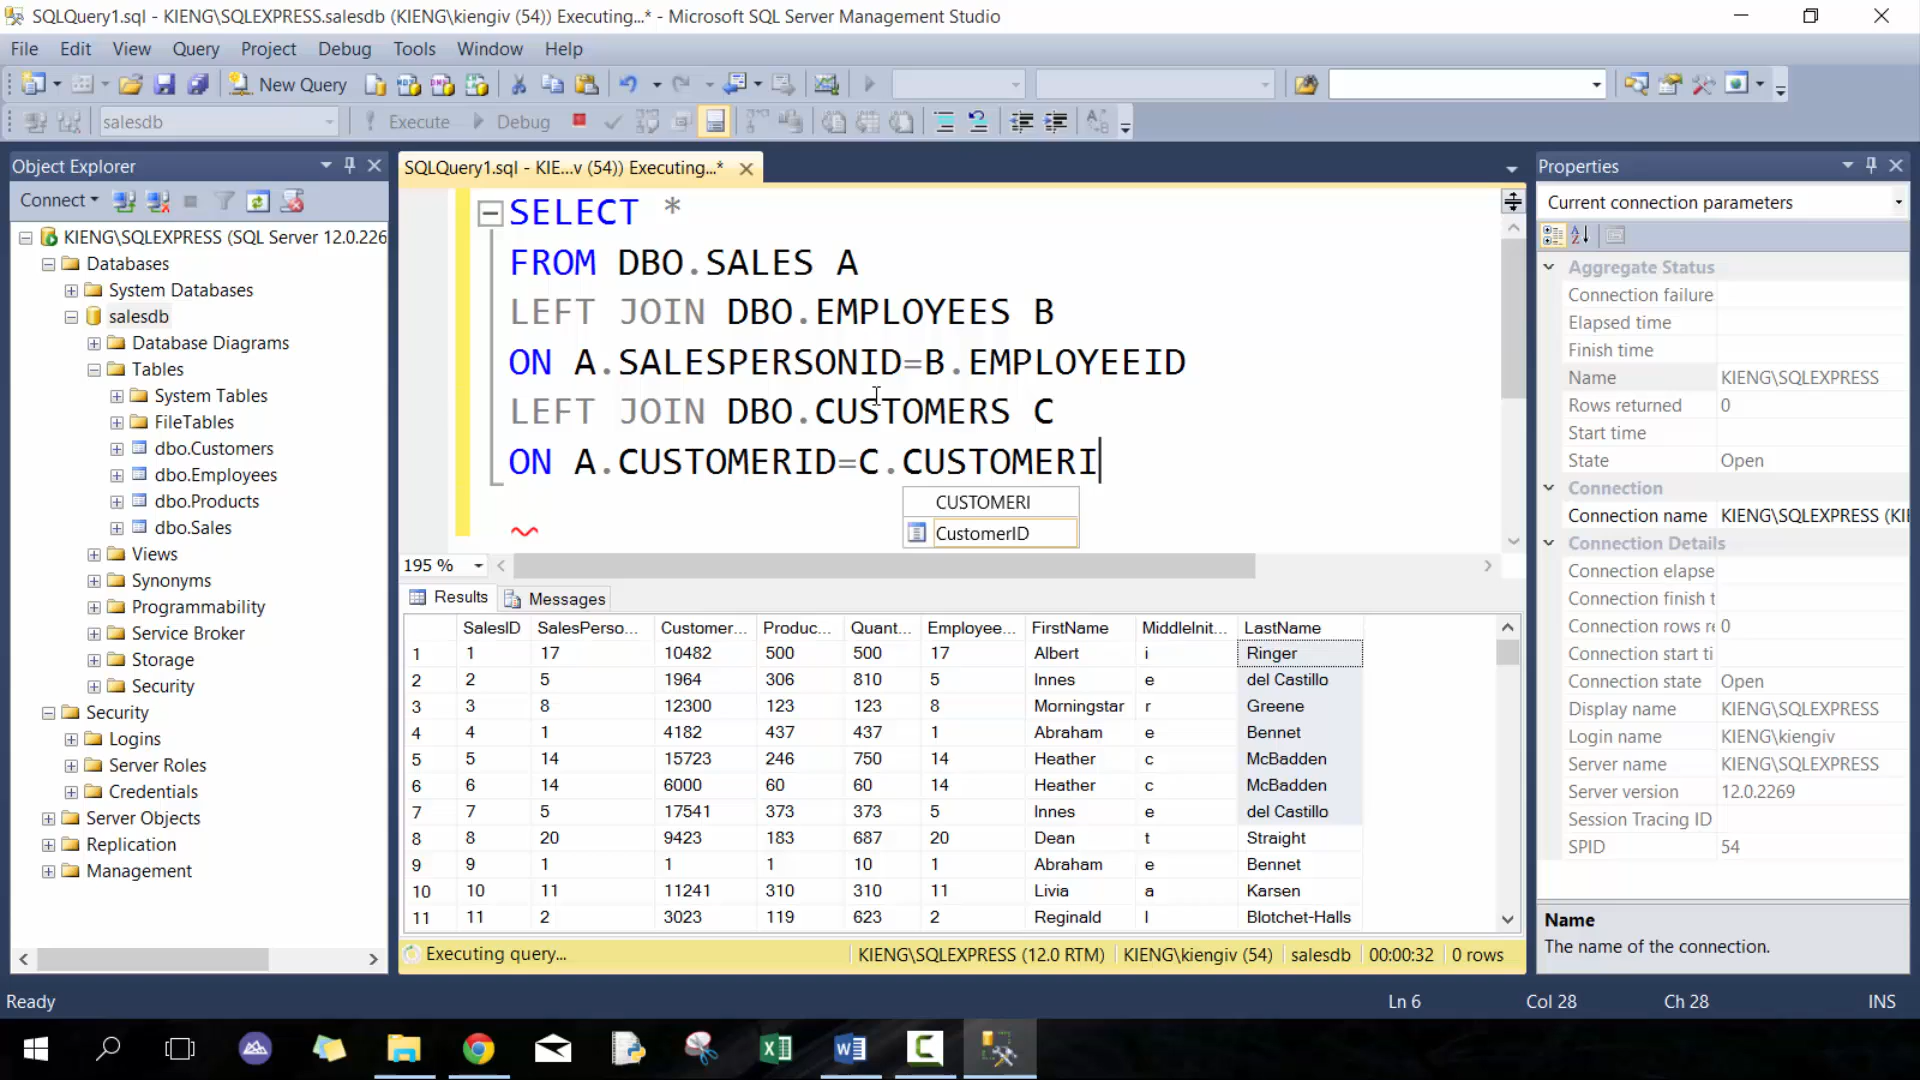 SQLQuery1.sql - KIENG\SQLEXPRESS.salesdb (KIENG\kiengiv (54)) Executing...* - Microsoft SQL Server Management Studio
File Edit View Query Project Debug Tools Window Help
New Query
salesdb Execute Debug
Object Explorer
Connect
KIENG\SQLEXPRESS (SQL Server 12.0.226
Databases
System Databases
salesdb
Database Diagrams
Tables
System Tables
FileTables
dbo.Customers
dbo.Employees
dbo.Products
dbo.Sales
Views
Synonyms
Programmability
Service Broker
Storage
Security
Security
Logins
Server Roles
Credentials
Server Objects
Replication
Management
SQLQuery1.sql - KIE...v (54)) Executing...*
SELECT *
FROM DBO.SALES A
LEFT JOIN DBO.EMPLOYEES B
ON A.SALESPERSONID=B.EMPLOYEEID
LEFT JOIN DBO.CUSTOMERS C
ON A.CUSTOMERID=C.CUSTOMERI
CUSTOMERI
CustomerID
195 %
Results Messages
SalesID SalesPerso... Customer... Produc... Quant... Employee... FirstName MiddleInit... LastName
1 1 17 10482 500 500 17 Albert i Ringer
2 2 5 1964 306 810 5 Innes e del Castillo
3 3 8 12300 123 123 8 Morningstar r Greene
4 4 1 4182 437 437 1 Abraham e Bennet
5 5 14 15723 246 750 14 Heather c McBadden
6 6 14 6000 60 60 14 Heather c McBadden
7 7 5 17541 373 373 5 Innes e del Castillo
8 8 20 9423 183 687 20 Dean t Straight
9 9 1 1 1 10 1 Abraham e Bennet
10 10 11 11241 310 310 11 Livia a Karsen
11 11 2 3023 119 623 2 Reginald l Blotchet-Halls
Executing query... KIENG\SQLEXPRESS (12.0 RTM) KIENG\kiengiv (54) salesdb 00:00:32 0 rows
Properties
Current connection parameters
Aggregate Status
Connection failure
Elapsed time
Finish time
Name KIENG\SQLEXPRESS
Rows returned 0
Start time
State Open
Connection
Connection name KIENG\SQLEXPRESS (KI
Connection Details
Connection elapse
Connection finish t
Connection rows re 0
Connection start ti
Connection state Open
Display name KIENG\SQLEXPRESS
Login name KIENG\kiengiv
Server name KIENG\SQLEXPRESS
Server version 12.0.2269
Session Tracing ID
SPID 54
Name
The name of the connection.
Ready Ln 6 Col 28 Ch 28 INS